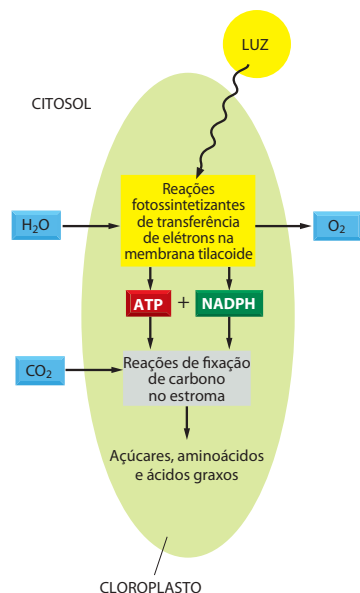 LUZ
CITOSOL
Reações
fotossintetizantes
de transferência
de elétrons na
membrana tilacoide
H₂O
O₂
ATP + NADPH
Reações de fixação
de carbono
no estroma
CO₂
Açúcares, aminoácidos
e ácidos graxos
CLOROPLASTO